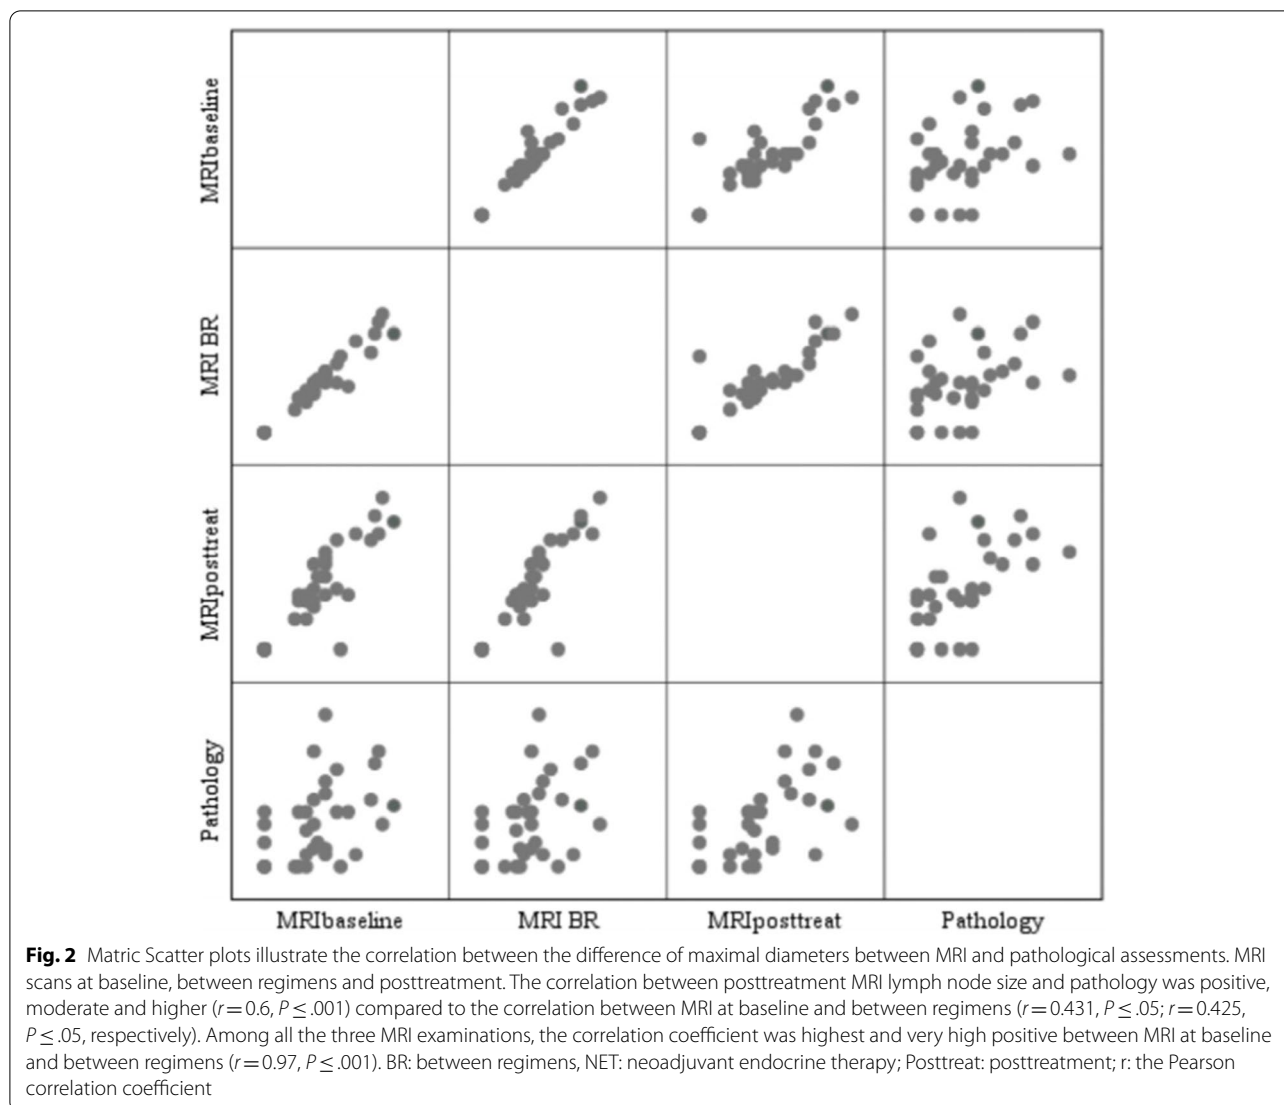 MRIbaseline
MRI BR
MRIposttreat
Pathology
MRIbaseline MRI BR MRIposttreat Pathology
Fig. 2 Matric Scatter plots illustrate the correlation between the difference of maximal diameters between MRI and pathological assessments. MRI
scans at baseline, between regimens and posttreatment. The correlation between posttreatment MRI lymph node size and pathology was positive,
moderate and higher (r = 0.6, P ≤ .001) compared to the correlation between MRI at baseline and between regimens (r = 0.431, P ≤ .05; r = 0.425,
P ≤ .05, respectively). Among all the three MRI examinations, the correlation coefficient was highest and very high positive between MRI at baseline
and between regimens (r = 0.97, P ≤ .001). BR: between regimens, NET: neoadjuvant endocrine therapy; Posttreat: posttreatment; r: the Pearson
correlation coefficient